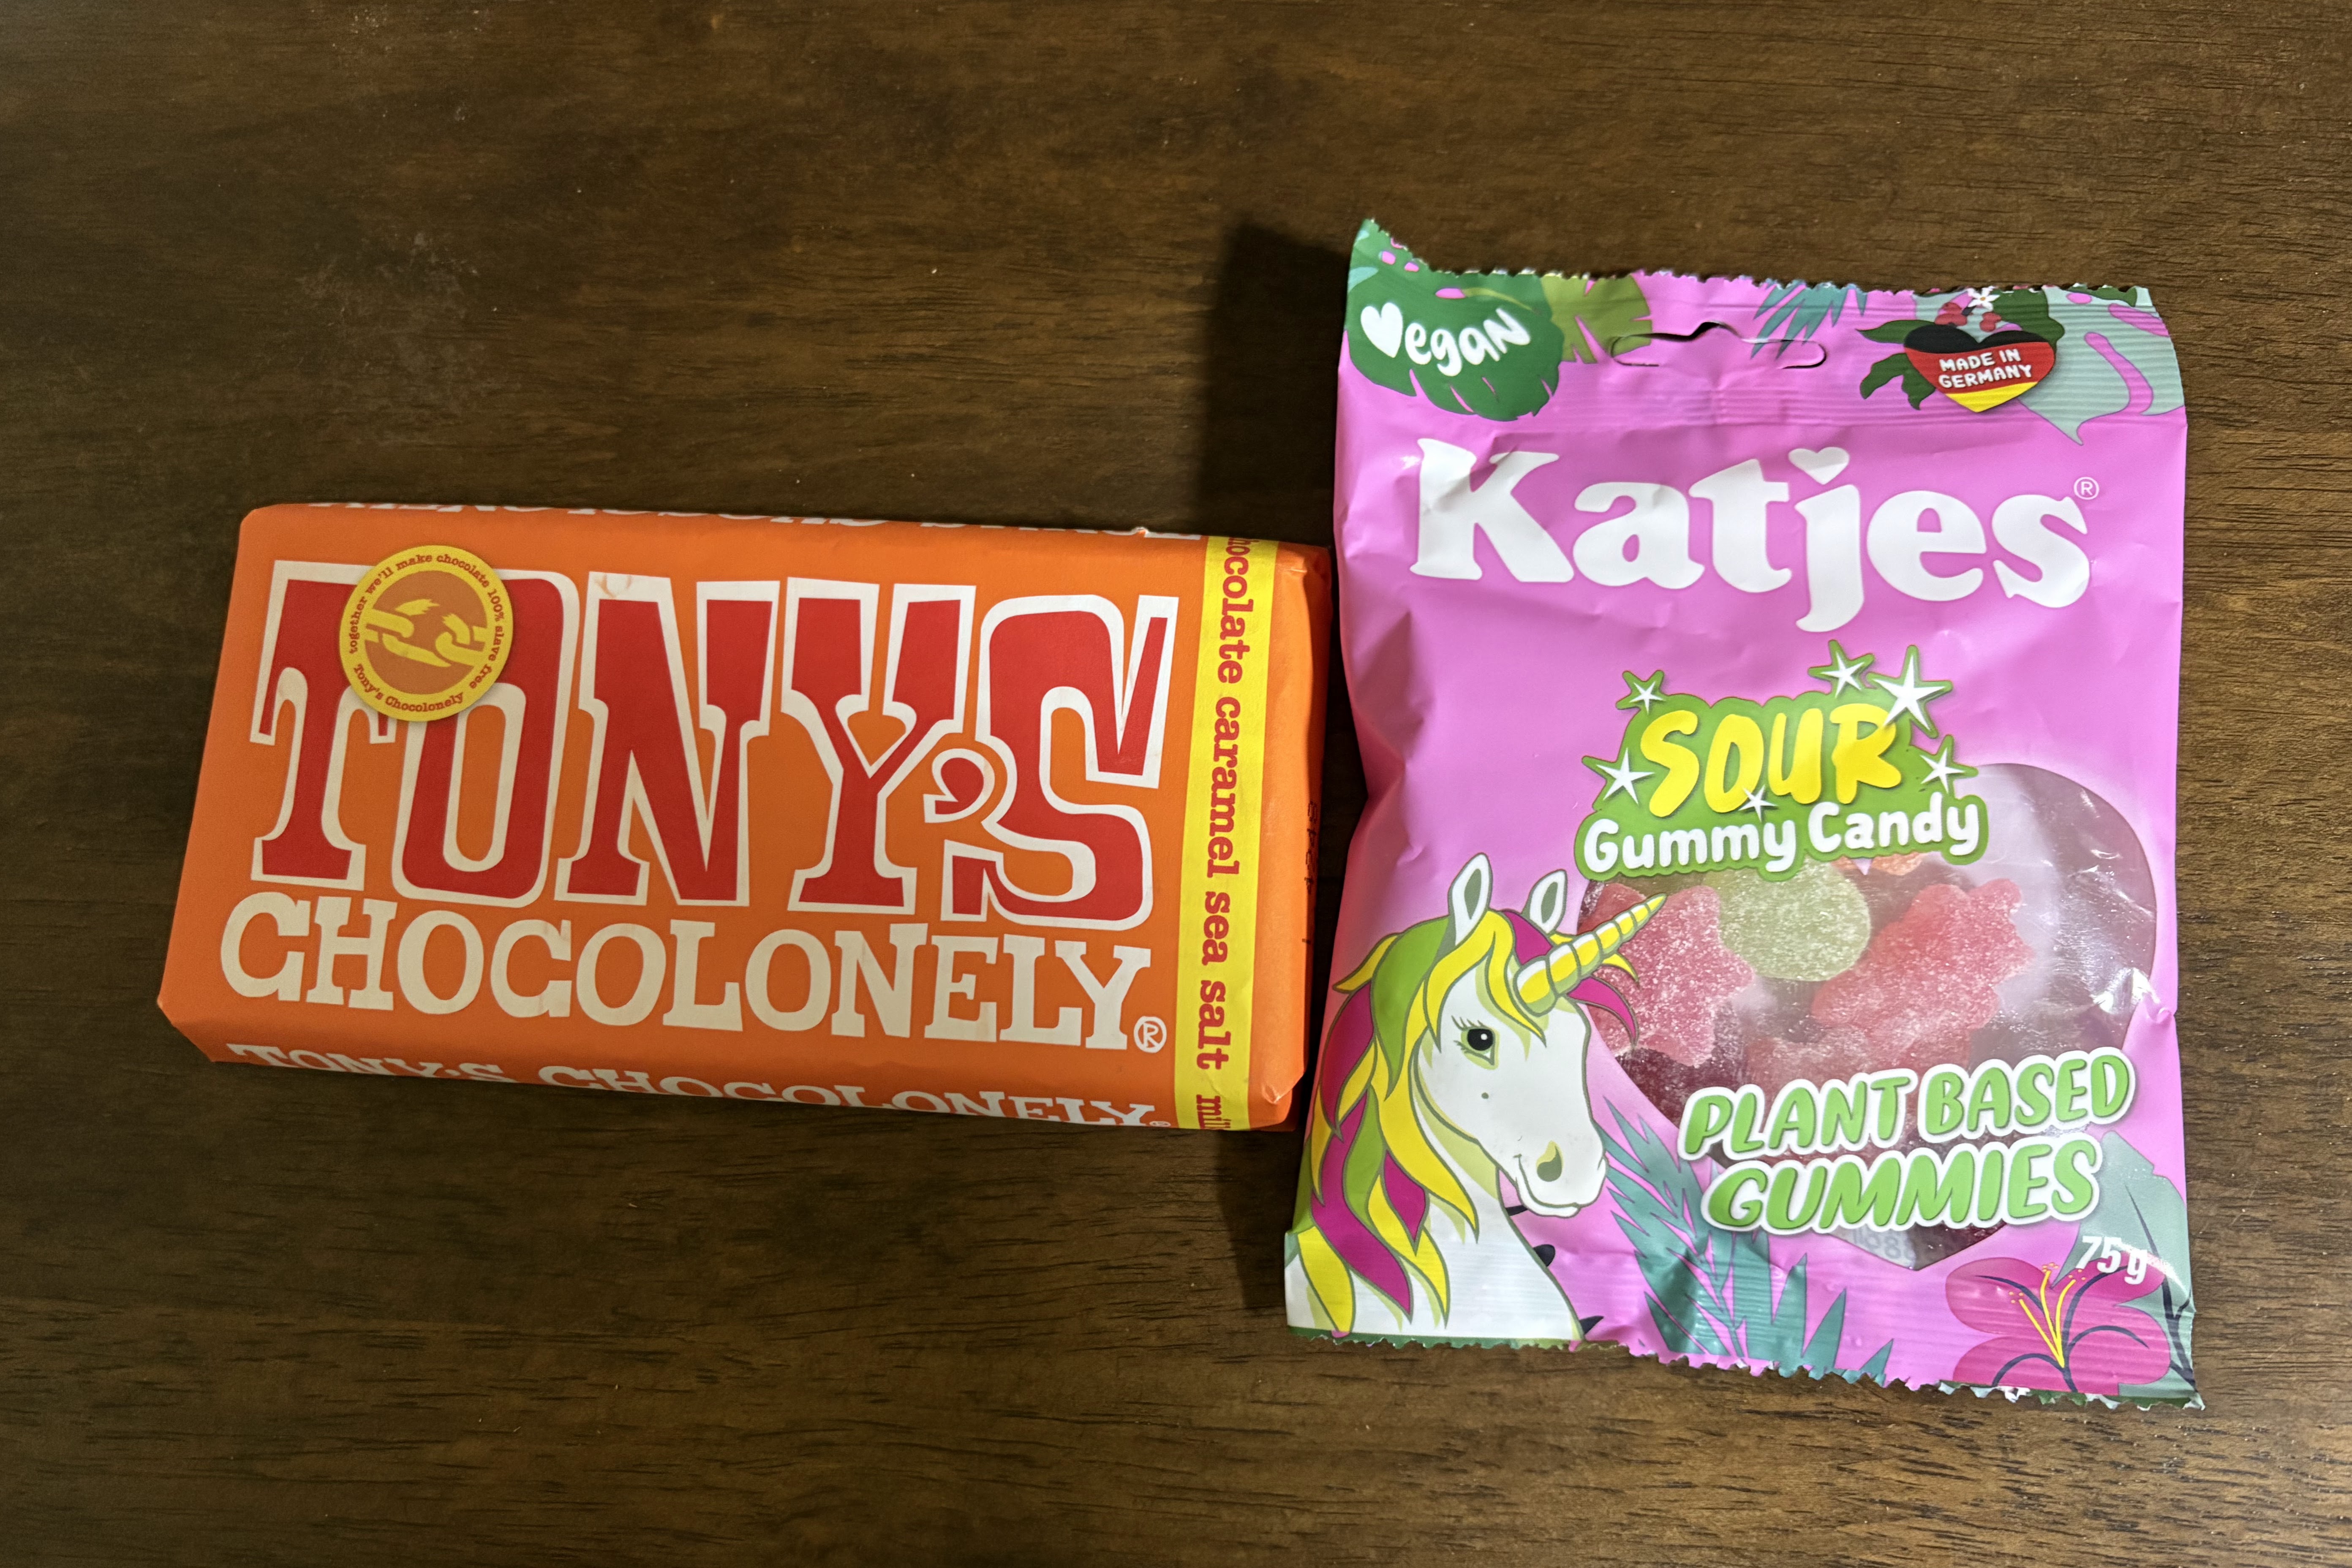 together we'll make chocolate 100% slave free
Tony's Chocolonely
TONY'S
CHOCOLONELY®
TONY'S CHOCOLONELY®
caramel sea salt
vegan
MADE IN
GERMANY
Katjes®
SOUR
Gummy Candy
PLANT BASED
GUMMIES
75g